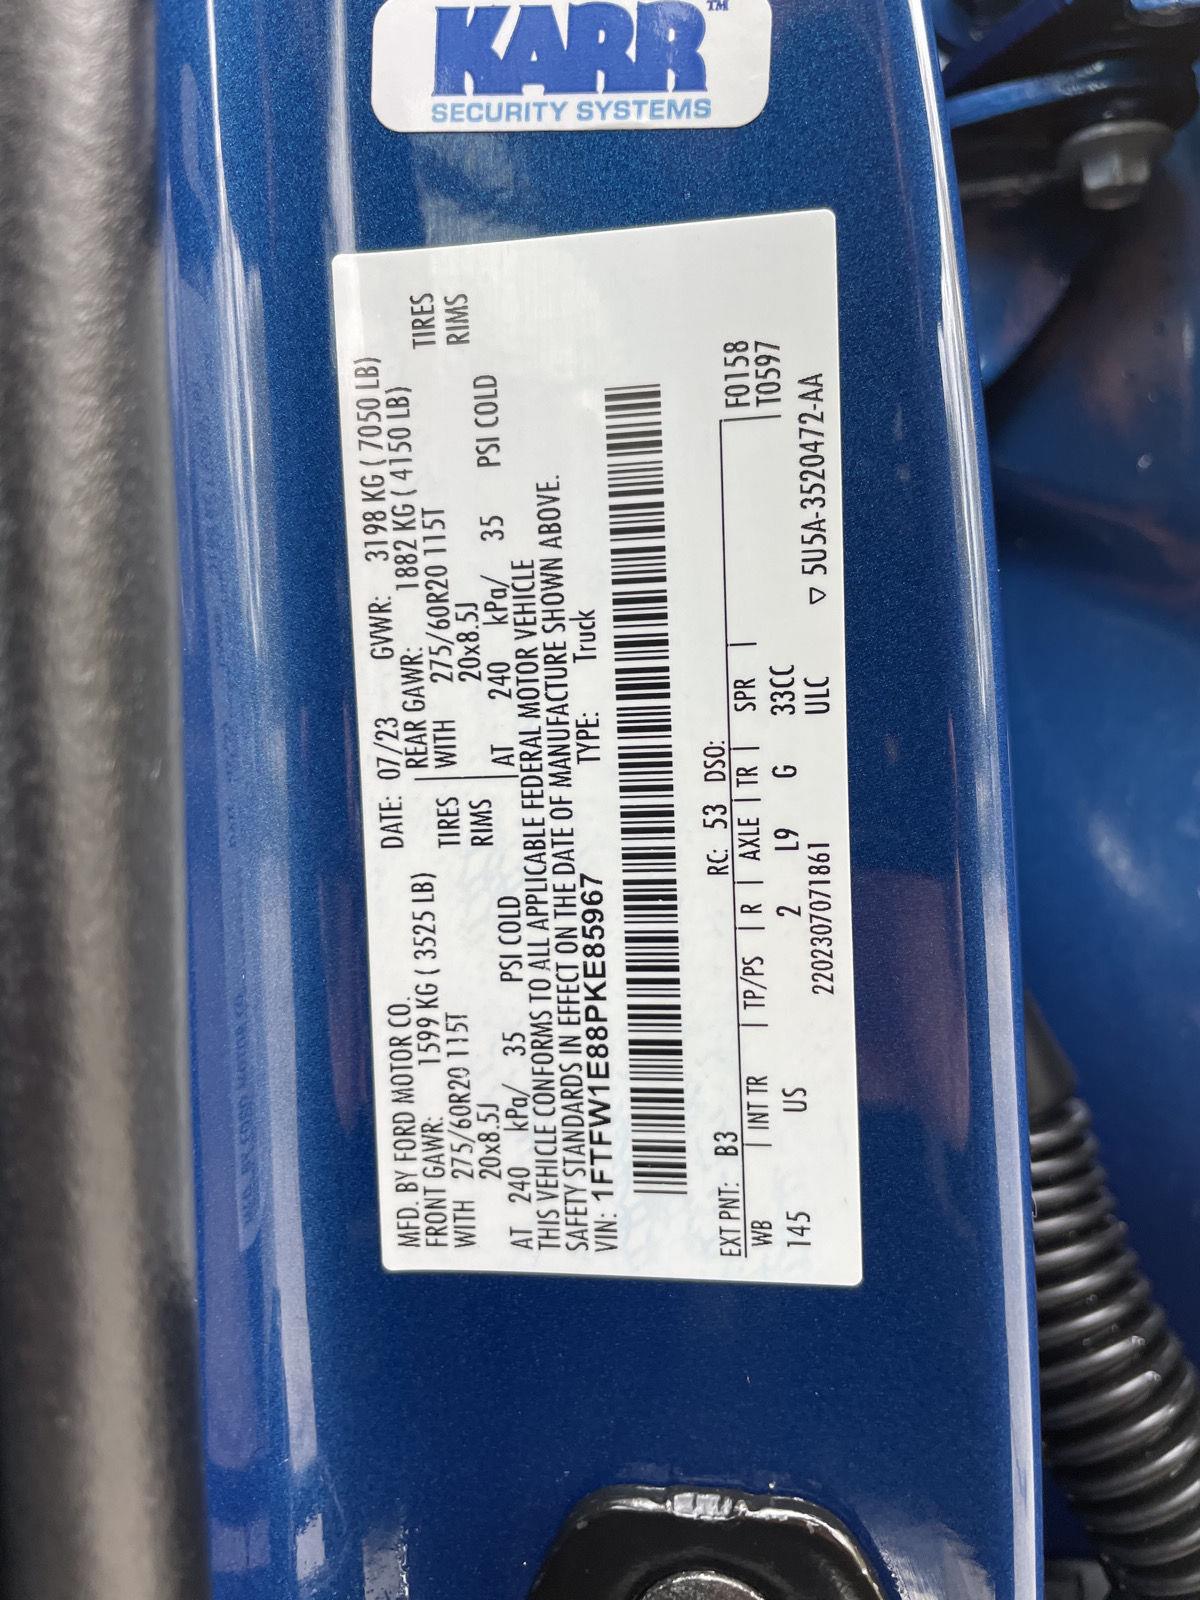 KARR™
SECURITY SYSTEMS
MFD. BY FORD MOTOR CO. DATE: 07/23 GVWR: 3198 KG ( 7050 LB)
FRONT GAWR: 1599 KG ( 3525 LB) REAR GAWR: 1882 KG ( 4150 LB)
WITH 275/60R20 115T TIRES WITH 275/60R20 115T TIRES
20x8.5J RIMS 20x8.5J RIMS
AT 240 kPa/ 35 PSI COLD AT 240 kPa/ 35 PSI COLD
THIS VEHICLE CONFORMS TO ALL APPLICABLE FEDERAL MOTOR VEHICLE
SAFETY STANDARDS IN EFFECT ON THE DATE OF MANUFACTURE SHOWN ABOVE.
VIN: 1FTFW1E88PKE85967 TYPE: Truck
EXT PNT: B3 RC: 53 DSO: F0158
WB INT TR TP/PS R AXLE TR SPR T0597
145 US 2 L9 G 33CC
2202307071861 ULC ▽ 5U5A-3520472-AA